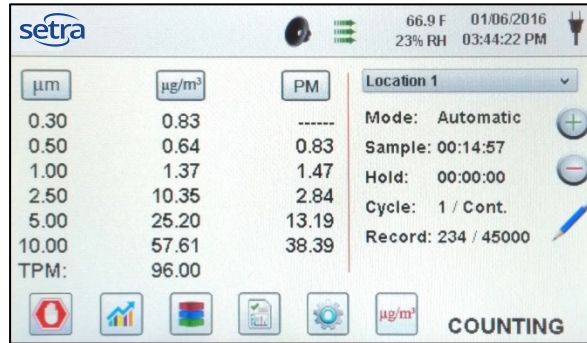 setra
66.9 F 01/06/2016
23% RH 03:44:22 PM
µm µg/m³ PM
0.30 0.83 ------
0.50 0.64 0.83
1.00 1.37 1.47
2.50 10.35 2.84
5.00 25.20 13.19
10.00 57.61 38.39
TPM: 96.00
Location 1
Mode: Automatic
Sample: 00:14:57
Hold: 00:00:00
Cycle: 1 / Cont.
Record: 234 / 45000
µg/m³
COUNTING